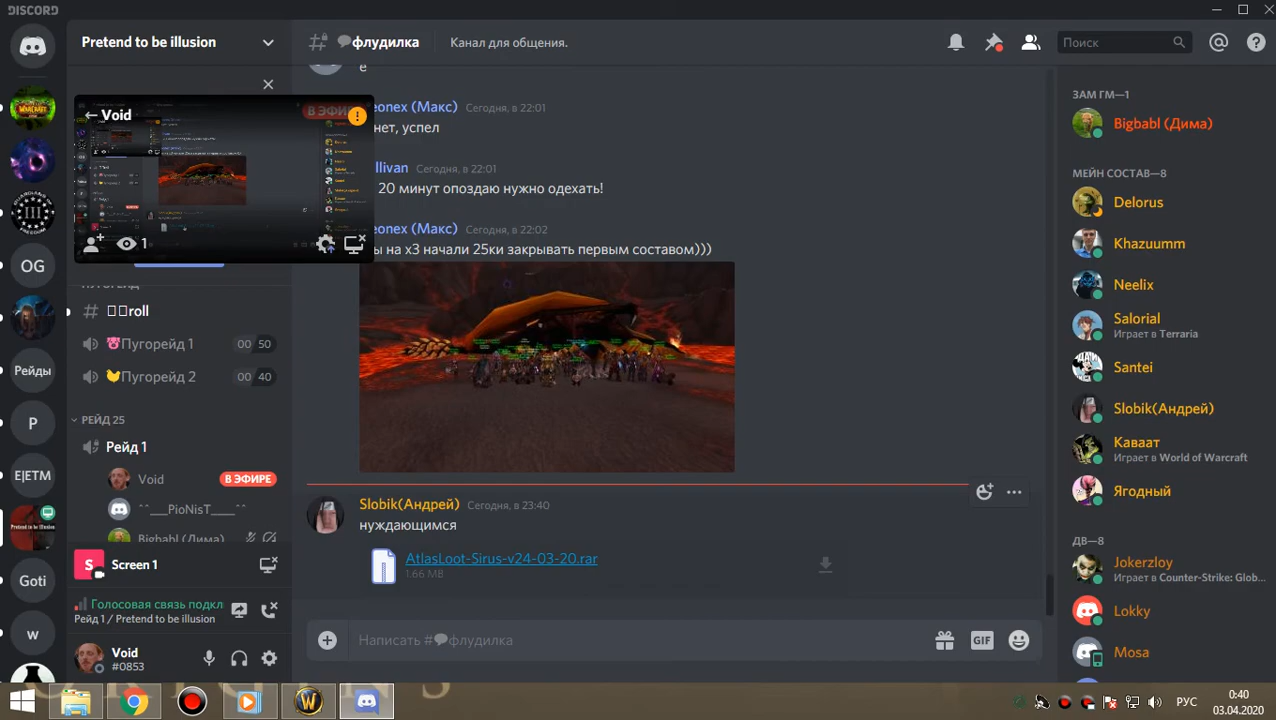 DISCORD
Pretend to be illusion
флудилка
Канал для общения.
Поиск
Void
В ЭФИРЕ
1
roll
Пугорейд 1
00 50
Пугорейд 2
00 40
РЕЙД 25
Рейд 1
Void
В ЭФИРЕ
^^___PioNisT____^^
Bigbabl (Дима)
S
Screen 1
Голосовая связь подкл
Рейд 1 / Pretend to be illusion
Void
#0853
OG
Рейды
P
E|ETM
Pretend to be illusion
Goti
w
е
eonex (Макс) Сегодня, в 22:01
нет, успел
llivan Сегодня, в 22:01
20 минут опоздаю нужно одехать!
eonex (Макс) Сегодня, в 22:02
ы на х3 начали 25ки закрывать первым составом)))
Slobik(Андрей) Сегодня, в 23:40
нуждающимся
AtlasLoot-Sirus-v24-03-20.rar
1.66 MB
Написать #флудилка
GIF
ЗАМ ГМ—1
Bigbabl (Дима)
МЕЙН СОСТАВ—8
Delorus
Khazuumm
Neelix
Salorial
Играет в Terraria
Santei
Slobik(Андрей)
Каваат
Играет в World of Warcraft
Ягодный
ДВ—8
Jokerzloy
Играет в Counter-Strike: Glob...
Lokky
Mosa
РУС
0:40
03.04.2020